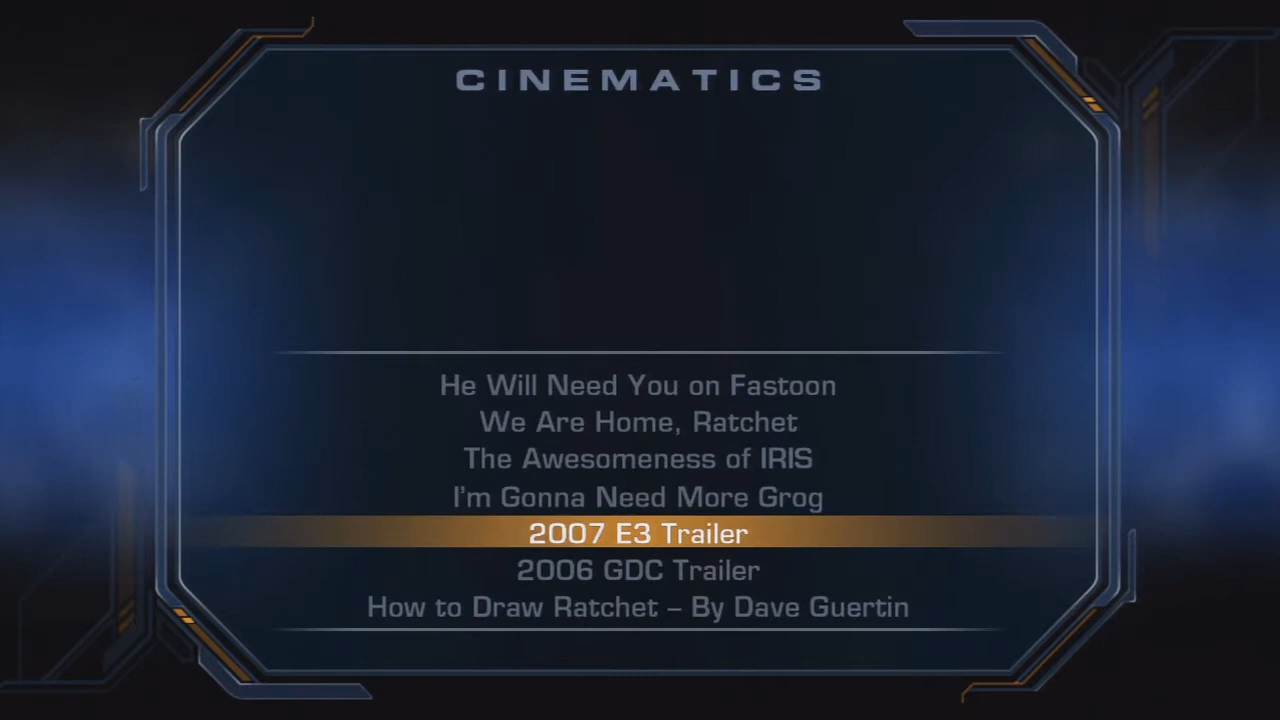 CINEMATICS
He Will Need You on Fastoon
We Are Home, Ratchet
The Awesomeness of IRIS
I'm Gonna Need More Grog
2007 E3 Trailer
2006 GDC Trailer
How to Draw Ratchet – By Dave Guertin